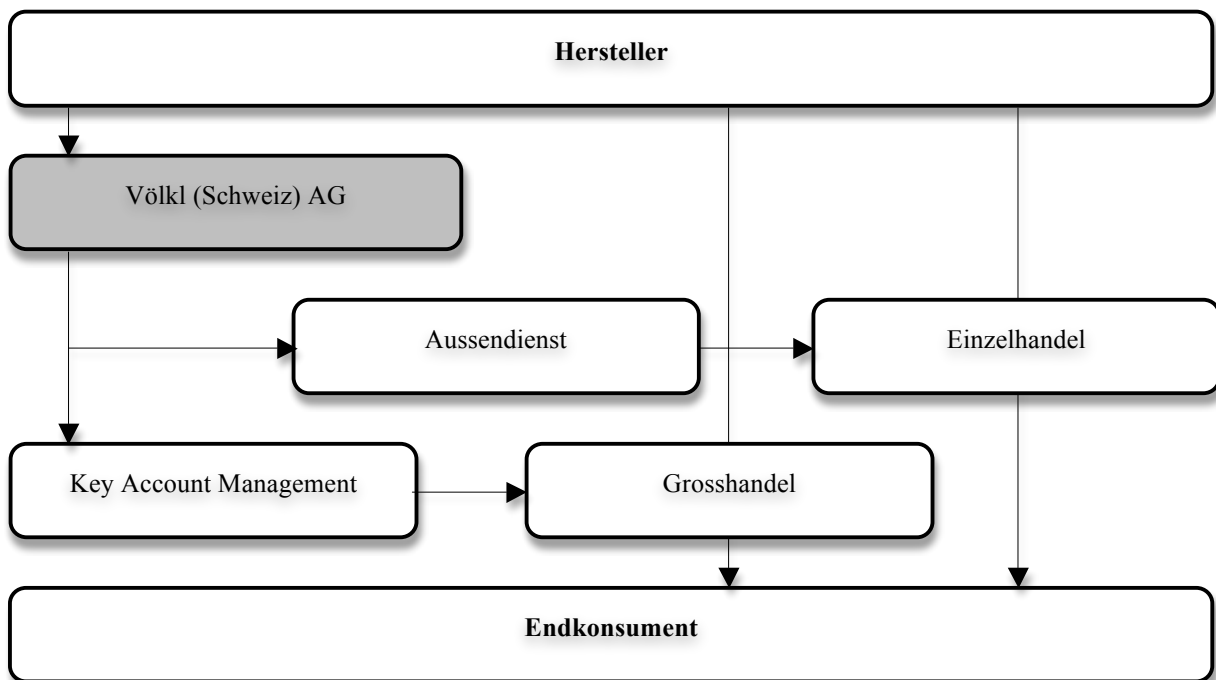 Hersteller
Völkl (Schweiz) AG
Aussendienst
Einzelhandel
Key Account Management
Grosshandel
Endkonsument